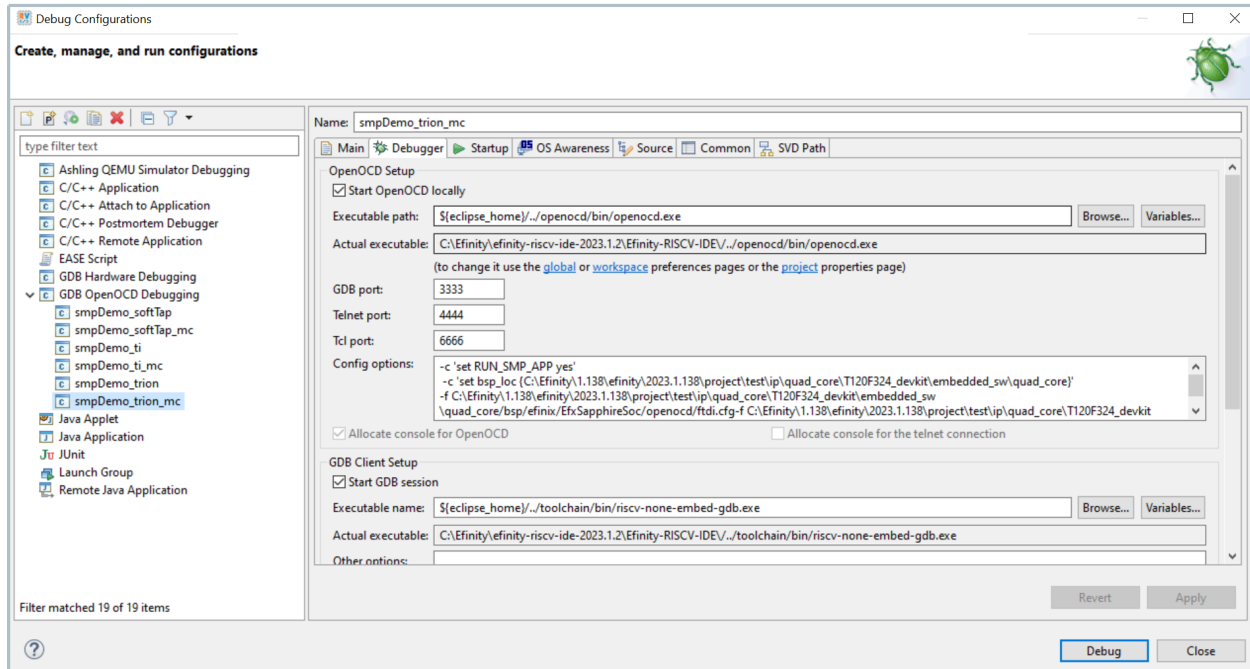 Debug Configurations
Create, manage, and run configurations
type filter text
Ashling QEMU Simulator Debugging
C/C++ Application
C/C++ Attach to Application
C/C++ Postmortem Debugger
C/C++ Remote Application
EASE Script
GDB Hardware Debugging
GDB OpenOCD Debugging
smpDemo_softTap
smpDemo_softTap_mc
smpDemo_ti
smpDemo_ti_mc
smpDemo_trion
smpDemo_trion_mc
Java Applet
Java Application
Ju JUnit
Launch Group
Remote Java Application
Filter matched 19 of 19 items
Name: smpDemo_trion_mc
Main Debugger Startup OS OS Awareness Source Common SVD Path
OpenOCD Setup
Start OpenOCD locally
Executable path: ${eclipse_home}/../openocd/bin/openocd.exe Browse... Variables...
Actual executable: C:\Efinity\efinity-riscv-ide-2023.1.2\Efinity-RISCV-IDE\/../openocd/bin/openocd.exe
(to change it use the global or workspace preferences pages or the project properties page)
GDB port: 3333
Telnet port: 4444
Tcl port: 6666
Config options: -c 'set RUN_SMP_APP yes'
-c 'set bsp_loc {C:\Efinity\1.138\efinity\2023.1.138\project\test\ip\quad_core\T120F324_devkit\embedded_sw\quad_core}'
-f C:\Efinity\1.138\efinity\2023.1.138\project\test\ip\quad_core\T120F324_devkit\embedded_sw
\quad_core/bsp/efinix/EfxSapphireSoc/openocd/ftdi.cfg-f C:\Efinity\1.138\efinity\2023.1.138\project\test\ip\quad_core\T120F324_devkit
Allocate console for OpenOCD Allocate console for the telnet connection
GDB Client Setup
Start GDB session
Executable name: ${eclipse_home}/../toolchain/bin/riscv-none-embed-gdb.exe Browse... Variables...
Actual executable: C:\Efinity\efinity-riscv-ide-2023.1.2\Efinity-RISCV-IDE\/../toolchain/bin/riscv-none-embed-gdb.exe
Other options:
Revert Apply
Debug Close